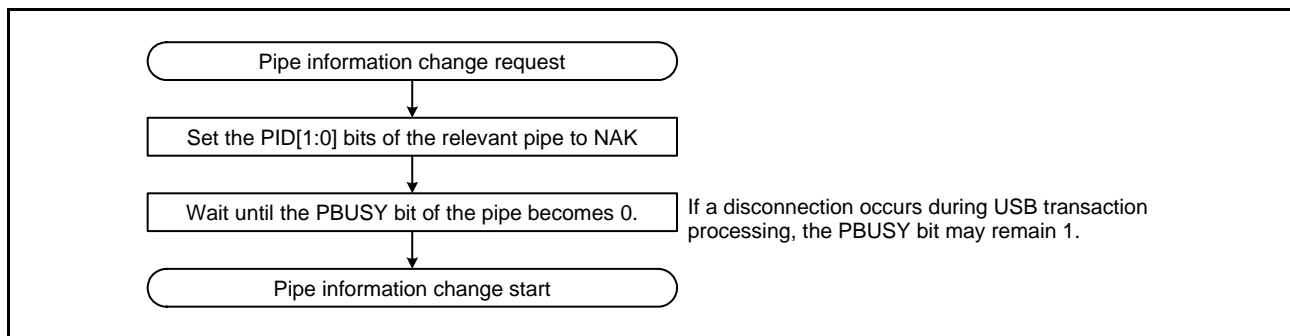 Pipe information change request
Set the PID[1:0] bits of the relevant pipe to NAK
Wait until the PBUSY bit of the pipe becomes 0.
If a disconnection occurs during USB transaction
processing, the PBUSY bit may remain 1.
Pipe information change start